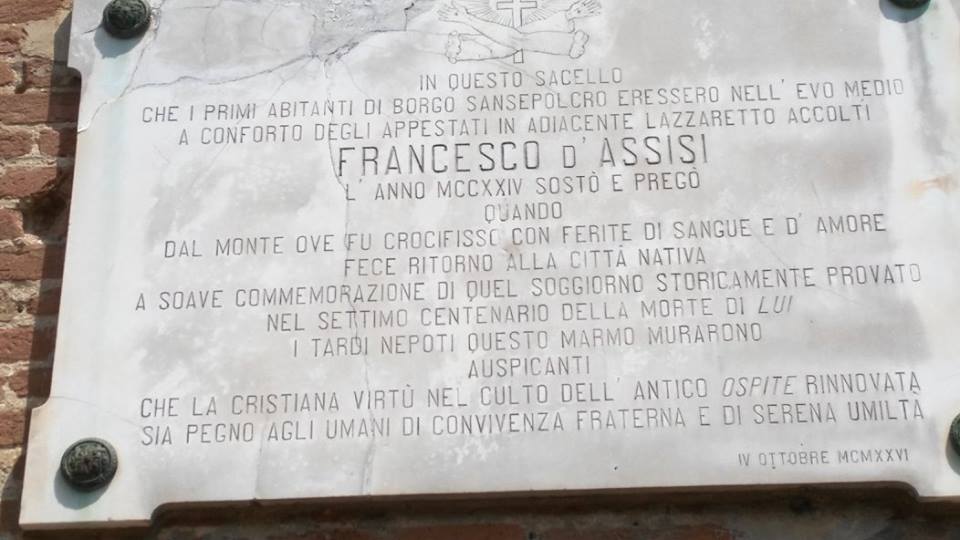 IN QUESTO SACELLO
CHE I PRIMI ABITANTI DI BORGO SANSEPOLCRO ERESSERO NELL' EVO MEDIO
A CONFORTO DEGLI APPESTATI IN ADIACENTE LAZZARETTO ACCOLTI
FRANCESCO D'ASSISI
L' ANNO MCCXXIV SOSTÒ E PREGÒ
QUANDO
DAL MONTE OVE FU CROCIFISSO CON FERITE DI SANGUE E D' AMORE
FECE RITORNO ALLA CITTÀ NATIVA
A SOAVE COMMEMORAZIONE DI QUEL SOGGIORNO STORICAMENTE PROVATO
NEL SETTIMO CENTENARIO DELLA MORTE DI LUI
I TARDI NEPOTI QUESTO MARMO MURARONO
AUSPICANTI
CHE LA CRISTIANA VIRTÙ NEL CULTO DELL' ANTICO OSPITE RINNOVATA
SIA PEGNO AGLI UMANI DI CONVIVENZA FRATERNA E DI SERENA UMILTÀ
IV OTTOBRE MCMXXVI